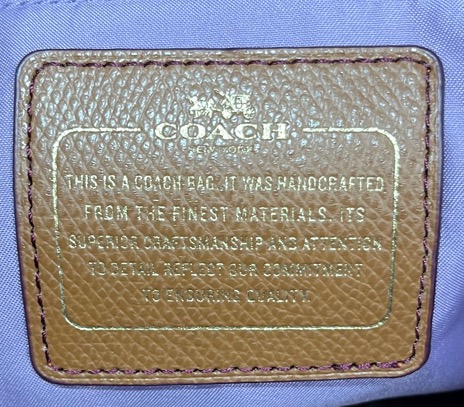 COACH
NEW YORK
THIS IS A COACH BAG. IT WAS HANDCRAFTED
FROM THE FINEST MATERIALS. ITS
SUPERIOR CRAFTSMANSHIP AND ATTENTION
TO DETAIL REFLECT OUR COMMITMENT
TO ENDURING QUALITY.